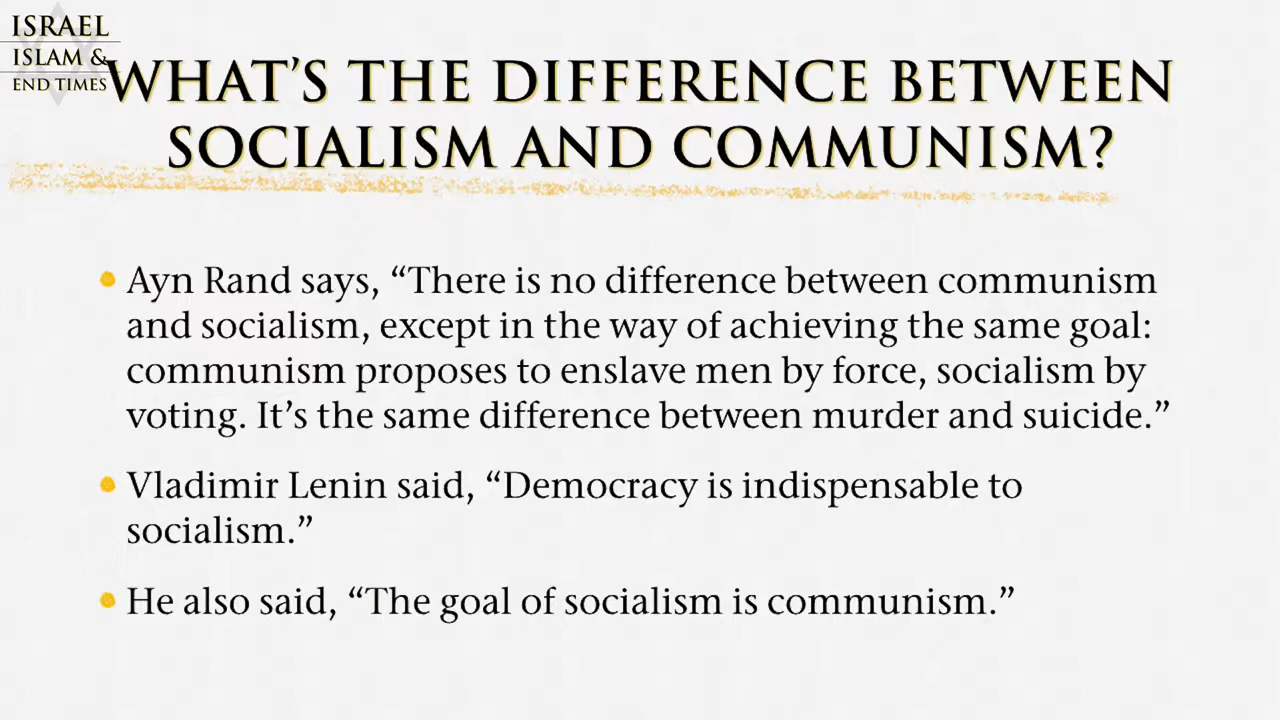 ISRAEL
ISLAM &
END TIMES
WHAT'S THE DIFFERENCE BETWEEN
SOCIALISM AND COMMUNISM?
• Ayn Rand says, “There is no difference between communism
and socialism, except in the way of achieving the same goal:
communism proposes to enslave men by force, socialism by
voting. It’s the same difference between murder and suicide.”
• Vladimir Lenin said, “Democracy is indispensable to
socialism.”
• He also said, “The goal of socialism is communism.”